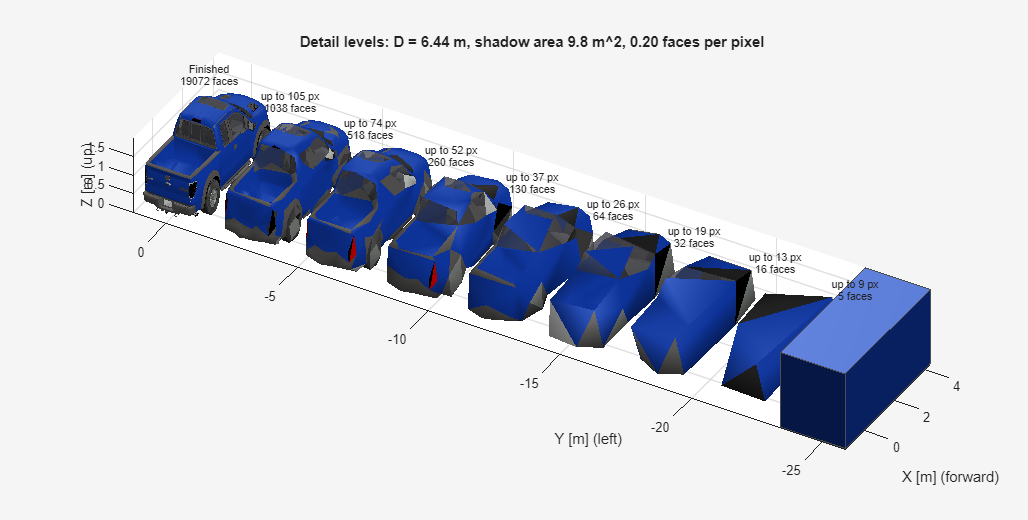 Detail levels: D = 6.44 m, shadow area 9.8 m^2, 0.20 faces per pixel
Finished
19072 faces
up to 105 px
1038 faces
up to 74 px
518 faces
up to 52 px
260 faces
up to 37 px
130 faces
up to 26 px
64 faces
up to 19 px
32 faces
up to 13 px
16 faces
up to 9 px
5 faces
Z [m] (up)
1
0
0
-5
-10
-15
-20
-25
Y [m] (left)
4
2
0
X [m] (forward)